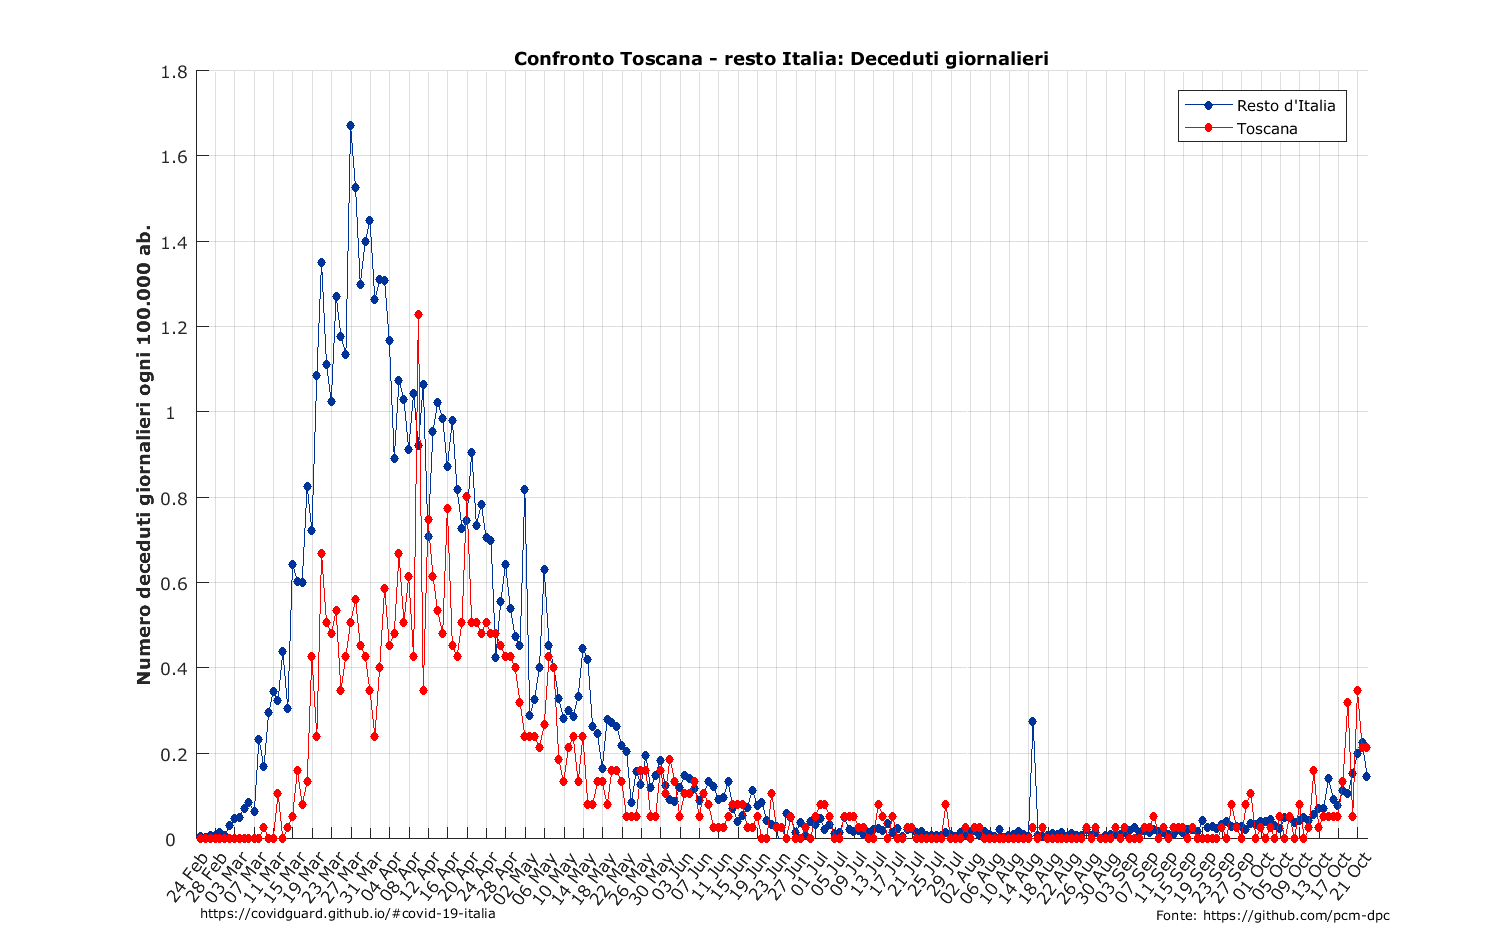 Confronto Toscana - resto Italia: Deceduti giornalieri
Resto d'Italia
Toscana
Numero deceduti giornalieri ogni 100.000 ab.
1.8
1.6
1.4
1.2
1
0.8
0.6
0.4
0.2
0
24 Feb
28 Feb
03 Mar
07 Mar
11 Mar
15 Mar
19 Mar
23 Mar
27 Mar
31 Mar
04 Apr
08 Apr
12 Apr
16 Apr
20 Apr
24 Apr
28 Apr
02 May
06 May
10 May
14 May
18 May
22 May
26 May
30 May
03 Jun
07 Jun
11 Jun
15 Jun
19 Jun
23 Jun
27 Jun
01 Jul
05 Jul
09 Jul
13 Jul
17 Jul
21 Jul
25 Jul
29 Jul
02 Aug
06 Aug
10 Aug
14 Aug
18 Aug
22 Aug
26 Aug
30 Aug
03 Sep
07 Sep
11 Sep
15 Sep
19 Sep
23 Sep
27 Sep
01 Oct
05 Oct
09 Oct
13 Oct
17 Oct
21 Oct
https://covidguard.github.io/#covid-19-italia
Fonte: https://github.com/pcm-dpc